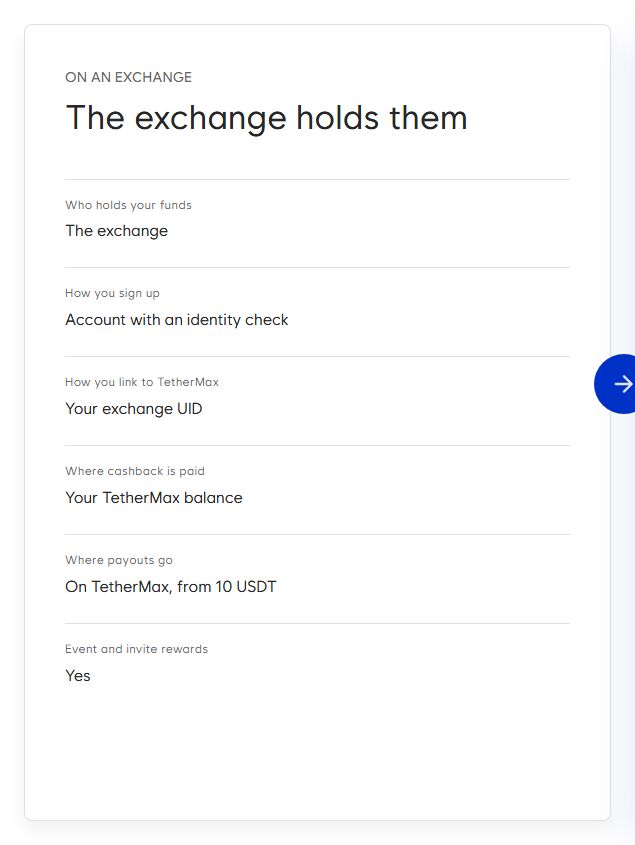 ON AN EXCHANGE
The exchange holds them
Who holds your funds
The exchange
How you sign up
Account with an identity check
How you link to TetherMax
Your exchange UID
Where cashback is paid
Your TetherMax balance
Where payouts go
On TetherMax, from 10 USDT
Event and invite rewards
Yes